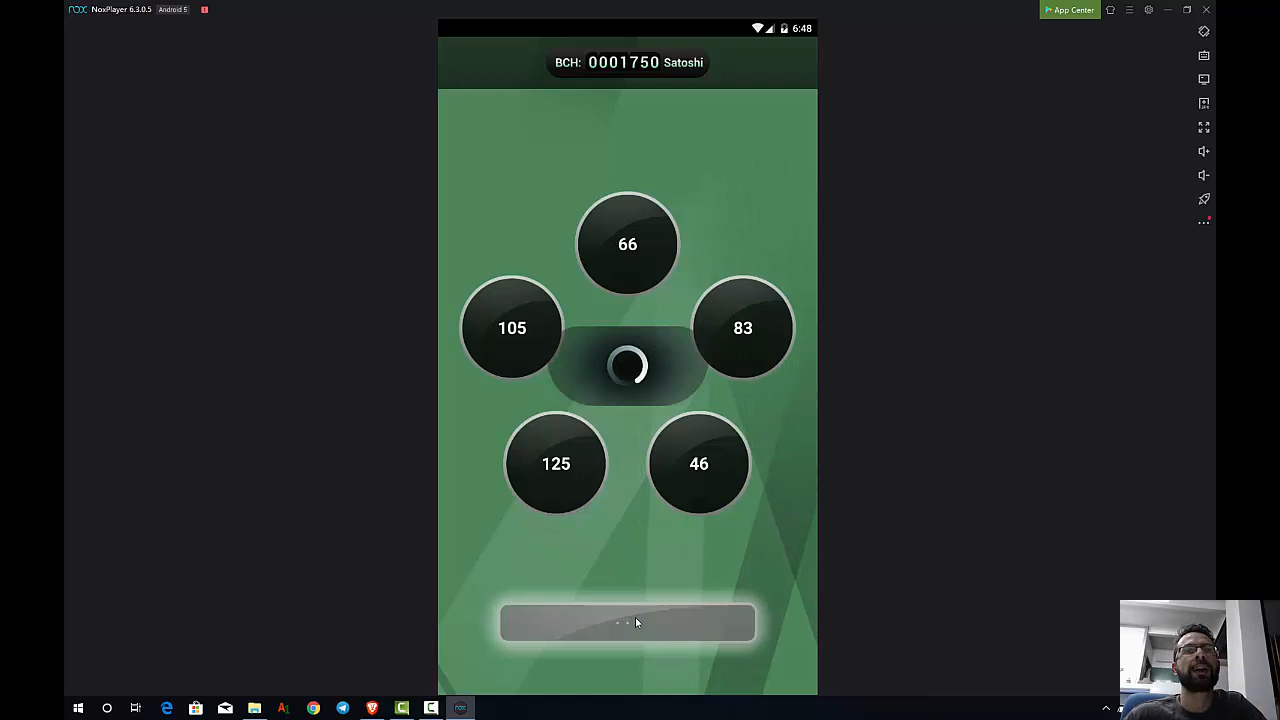 NoxPlayer 6.3.0.5 Android 5
App Center
6:48
BCH: 0001750 Satoshi
66
105
83
125
46